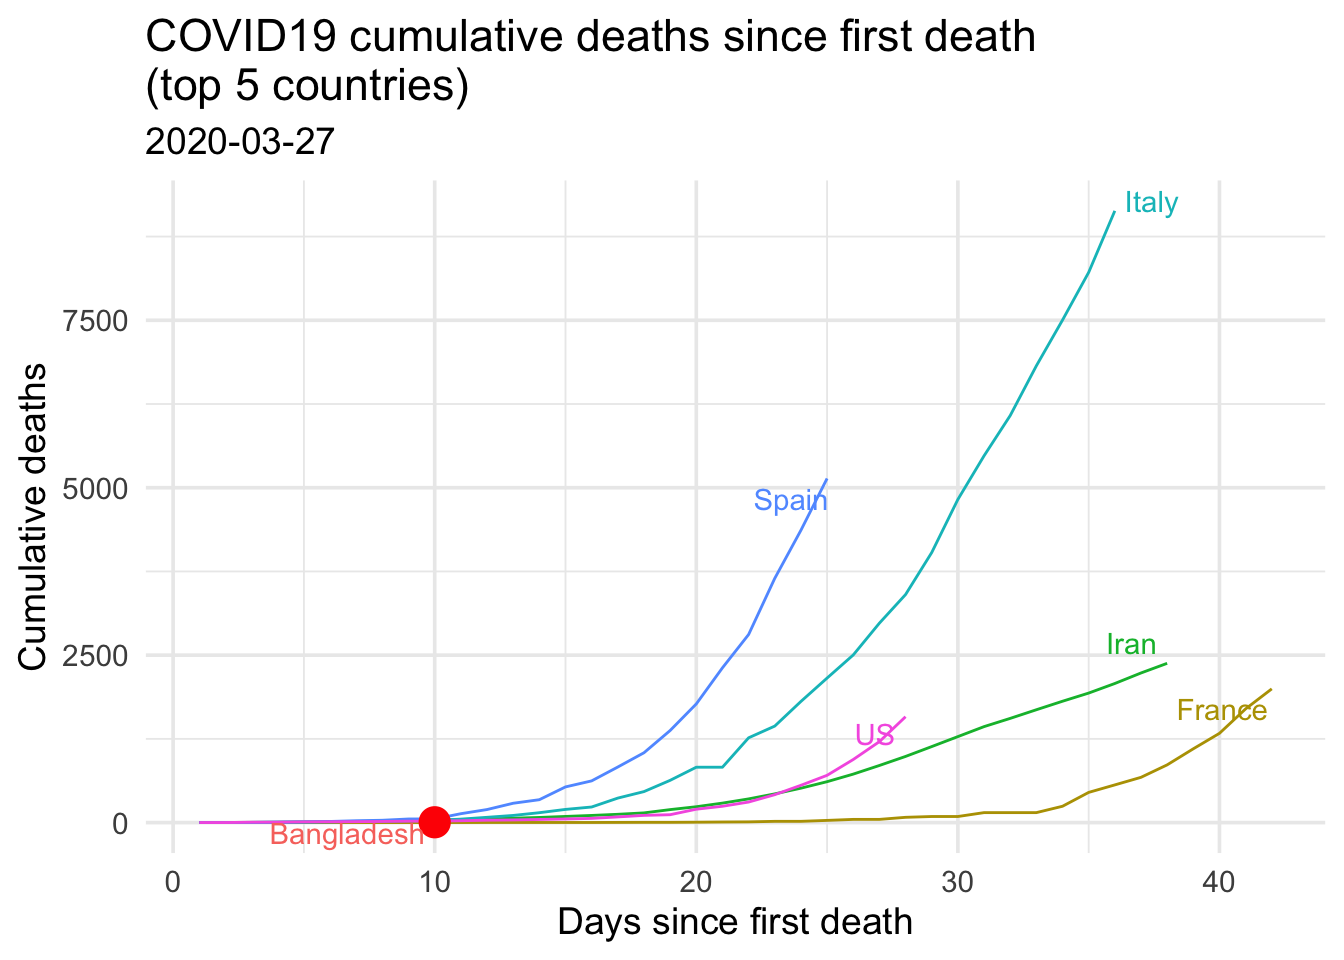 COVID19 cumulative deaths since first death
(top 5 countries)
2020-03-27
Cumulative deaths
7500
5000
2500
0
Italy
Spain
Iran
France
US
Bangladesh
0 10 20 30 40
Days since first death